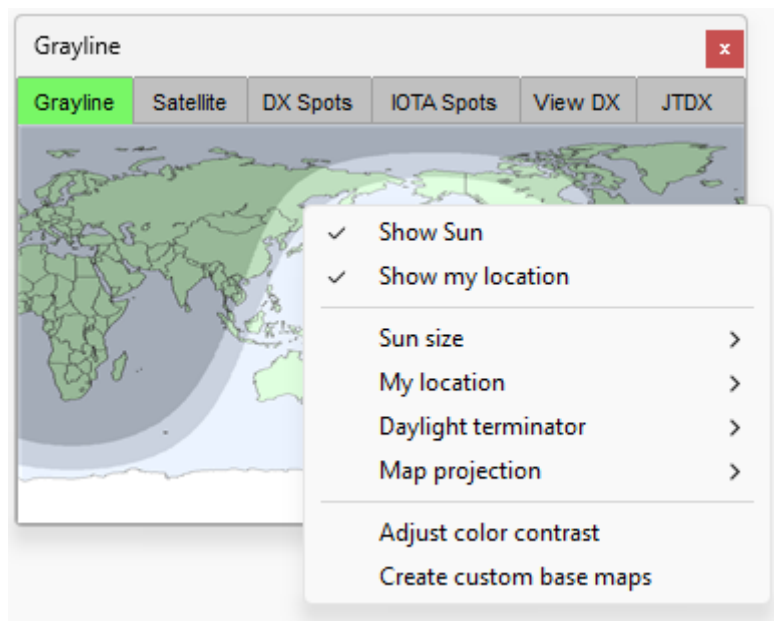 Grayline
x
Grayline Satellite DX Spots IOTA Spots View DX JTDX
Show Sun
Show my location
Sun size
My location
Daylight terminator
Map projection
Adjust color contrast
Create custom base maps